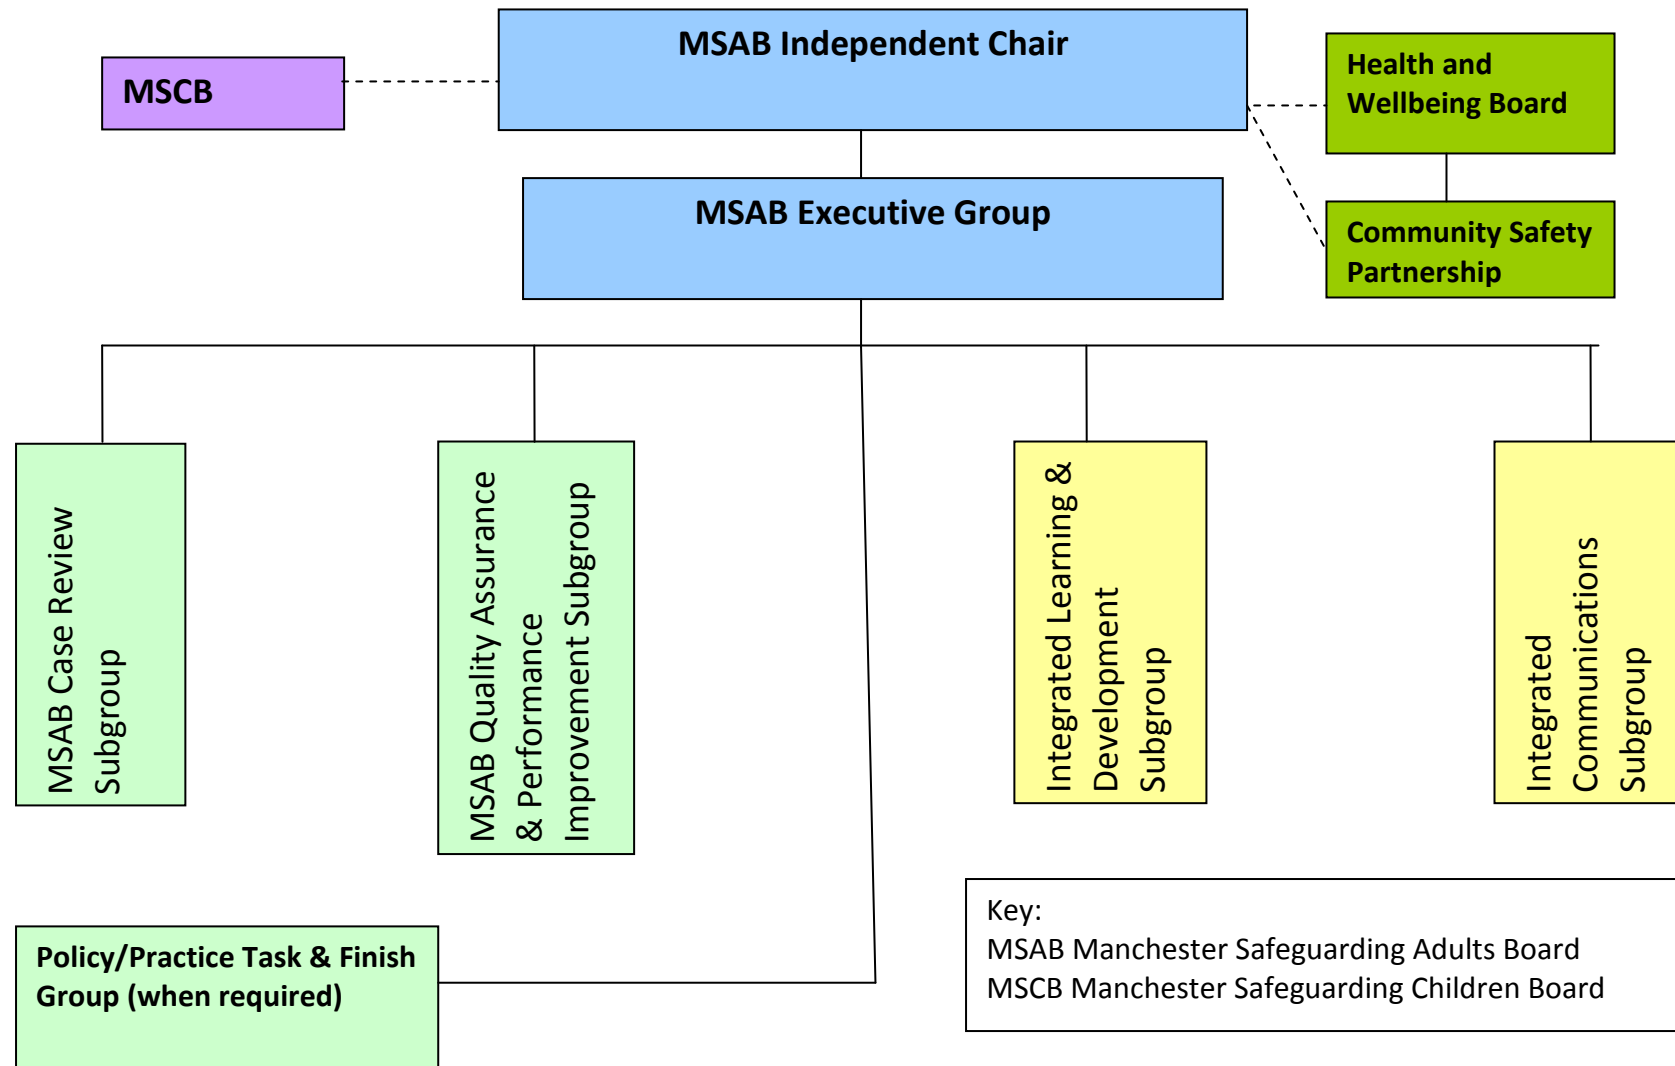 MSAB Independent Chair
MSCB
Health and
Wellbeing Board
MSAB Executive Group
Community Safety
Partnership
MSAB Case Review
Subgroup
MSAB Quality Assurance
& Performance
Improvement Subgroup
Integrated Learning &
Development
Subgroup
Integrated
Communications
Subgroup
Policy/Practice Task & Finish
Group (when required)
Key:
MSAB Manchester Safeguarding Adults Board
MSCB Manchester Safeguarding Children Board